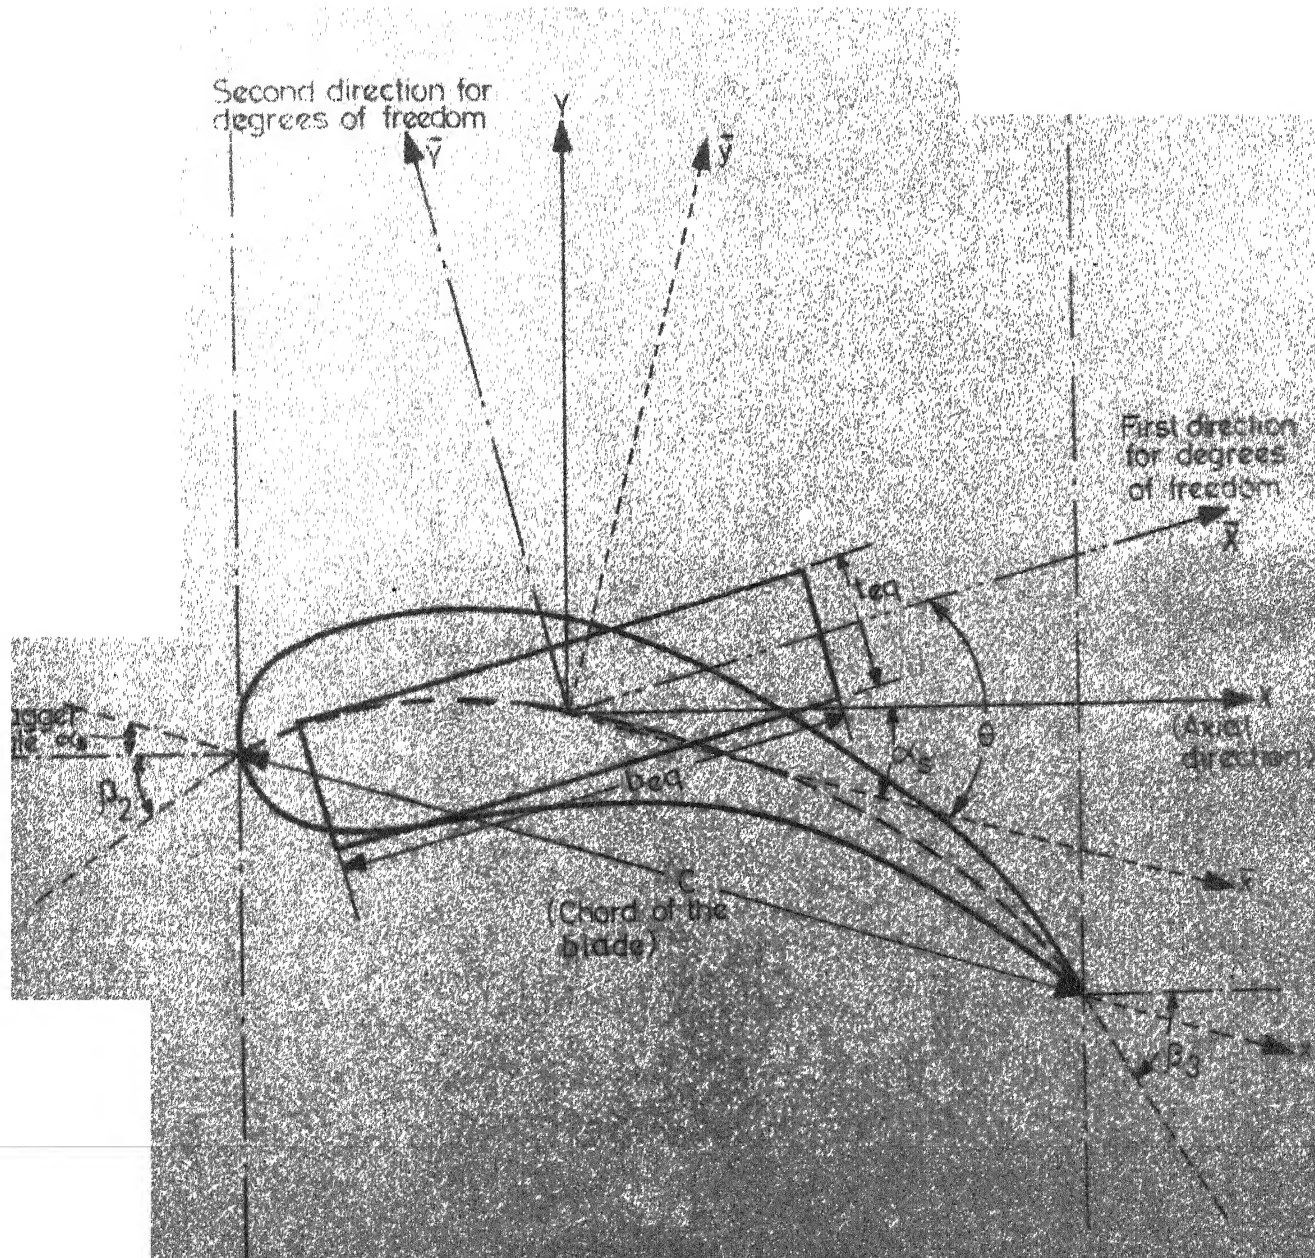 Second direction for
degrees of freedom
Y
Ȳ
ȳ
First direction
for degrees
of freedom
X̄
teq
x
(Axial
direction)
θ
αs
beq
β2
x̄
C
(Chord of the
blade)
β3